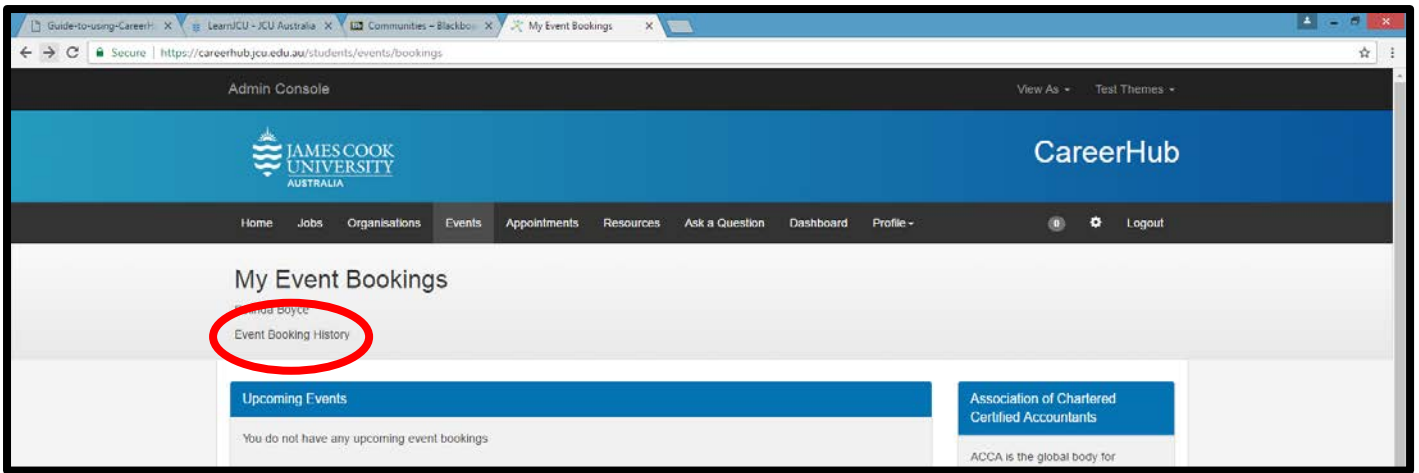 Guide-to-using-CareerH
LearnJCU - JCU Australia
Communities – Blackboa
My Event Bookings
Secure | https://careerhub.jcu.edu.au/students/events/bookings
Admin Console
View As
Test Themes
JAMES COOK
UNIVERSITY
AUSTRALIA
CareerHub
Home Jobs Organisations Events Appointments Resources Ask a Question Dashboard Profile
0
Logout
My Event Bookings
Boyce
Event Booking History
Upcoming Events
You do not have any upcoming event bookings
Association of Chartered
Certified Accountants
ACCA is the global body for